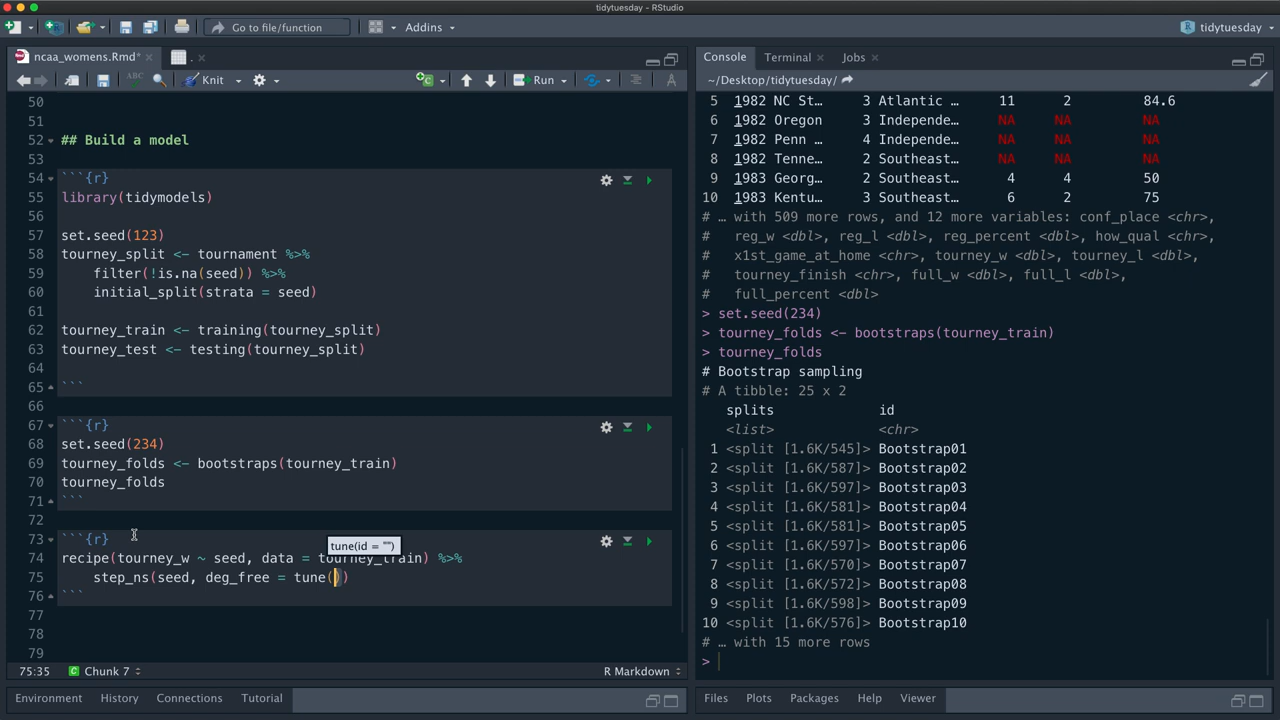 tidytuesday - RStudio
Go to file/function
Addins
tidytuesday
ncaa_womens.Rmd*
.
ABC
Knit
Run
50
51
52 ## Build a model
53
54 ```{r}
55 library(tidymodels)
56
57 set.seed(123)
58 tourney_split <- tournament %>%
59 filter(!is.na(seed)) %>%
60 initial_split(strata = seed)
61
62 tourney_train <- training(tourney_split)
63 tourney_test <- testing(tourney_split)
64
65 ```
66
67 ```{r}
68 set.seed(234)
69 tourney_folds <- bootstraps(tourney_train)
70 tourney_folds
71 ```
72
73 ```{r}
tune(id = "")
74 recipe(tourney_w ~ seed, data = tourney_train) %>%
75 step_ns(seed, deg_free = tune())
76 ```
77
78
79
75:35
C Chunk 7
R Markdown
Environment
History
Connections
Tutorial
Console
Terminal
Jobs
~/Desktop/tidytuesday/
5 1982 NC St… 3 Atlantic … 11 2 84.6
6 1982 Oregon 3 Independe… NA NA NA
7 1982 Penn … 4 Independe… NA NA NA
8 1982 Tenne… 2 Southeast… NA NA NA
9 1983 Georg… 2 Southeast… 4 4 50
10 1983 Kentu… 3 Southeast… 6 2 75
# … with 509 more rows, and 12 more variables: conf_place <chr>,
# reg_w <dbl>, reg_l <dbl>, reg_percent <dbl>, how_qual <chr>,
# x1st_game_at_home <chr>, tourney_w <dbl>, tourney_l <dbl>,
# tourney_finish <chr>, full_w <dbl>, full_l <dbl>,
# full_percent <dbl>
> set.seed(234)
> tourney_folds <- bootstraps(tourney_train)
> tourney_folds
# Bootstrap sampling
# A tibble: 25 x 2
splits id
<list> <chr>
1 <split [1.6K/545]> Bootstrap01
2 <split [1.6K/587]> Bootstrap02
3 <split [1.6K/597]> Bootstrap03
4 <split [1.6K/581]> Bootstrap04
5 <split [1.6K/581]> Bootstrap05
6 <split [1.6K/597]> Bootstrap06
7 <split [1.6K/570]> Bootstrap07
8 <split [1.6K/572]> Bootstrap08
9 <split [1.6K/598]> Bootstrap09
10 <split [1.6K/576]> Bootstrap10
# … with 15 more rows
>
Files
Plots
Packages
Help
Viewer